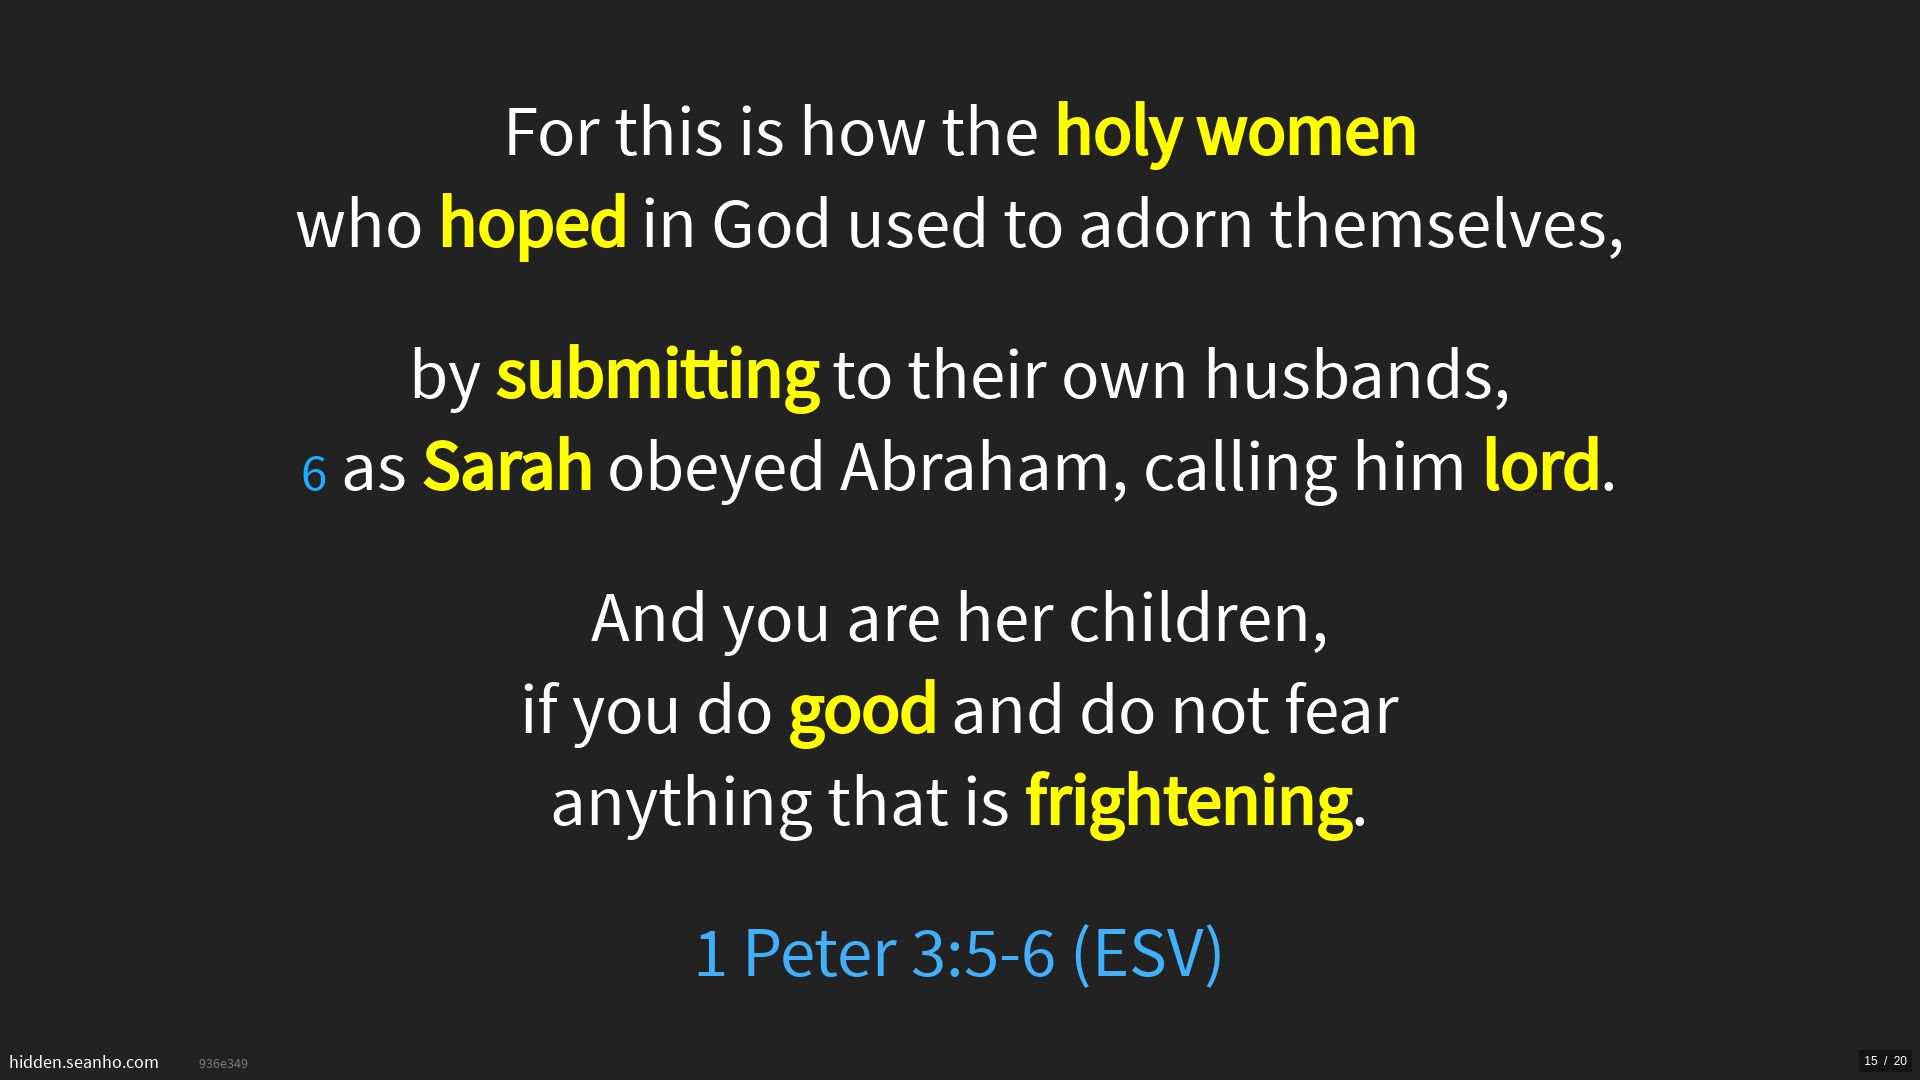 For this is how the holy women
who hoped in God used to adorn themselves,
by submitting to their own husbands,
6 as Sarah obeyed Abraham, calling him lord.
And you are her children,
if you do good and do not fear
anything that is frightening.
1 Peter 3:5-6 (ESV)
hidden.seanho.com 936e349
15 / 20